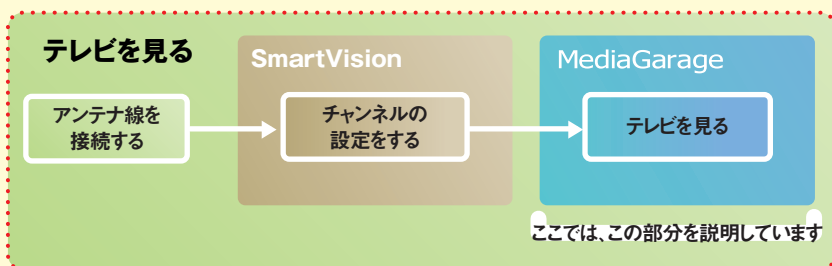 テレビを見る
SmartVision
MediaGarage
アンテナ線を
接続する
チャンネルの
設定をする
テレビを見る
ここでは、この部分を説明しています